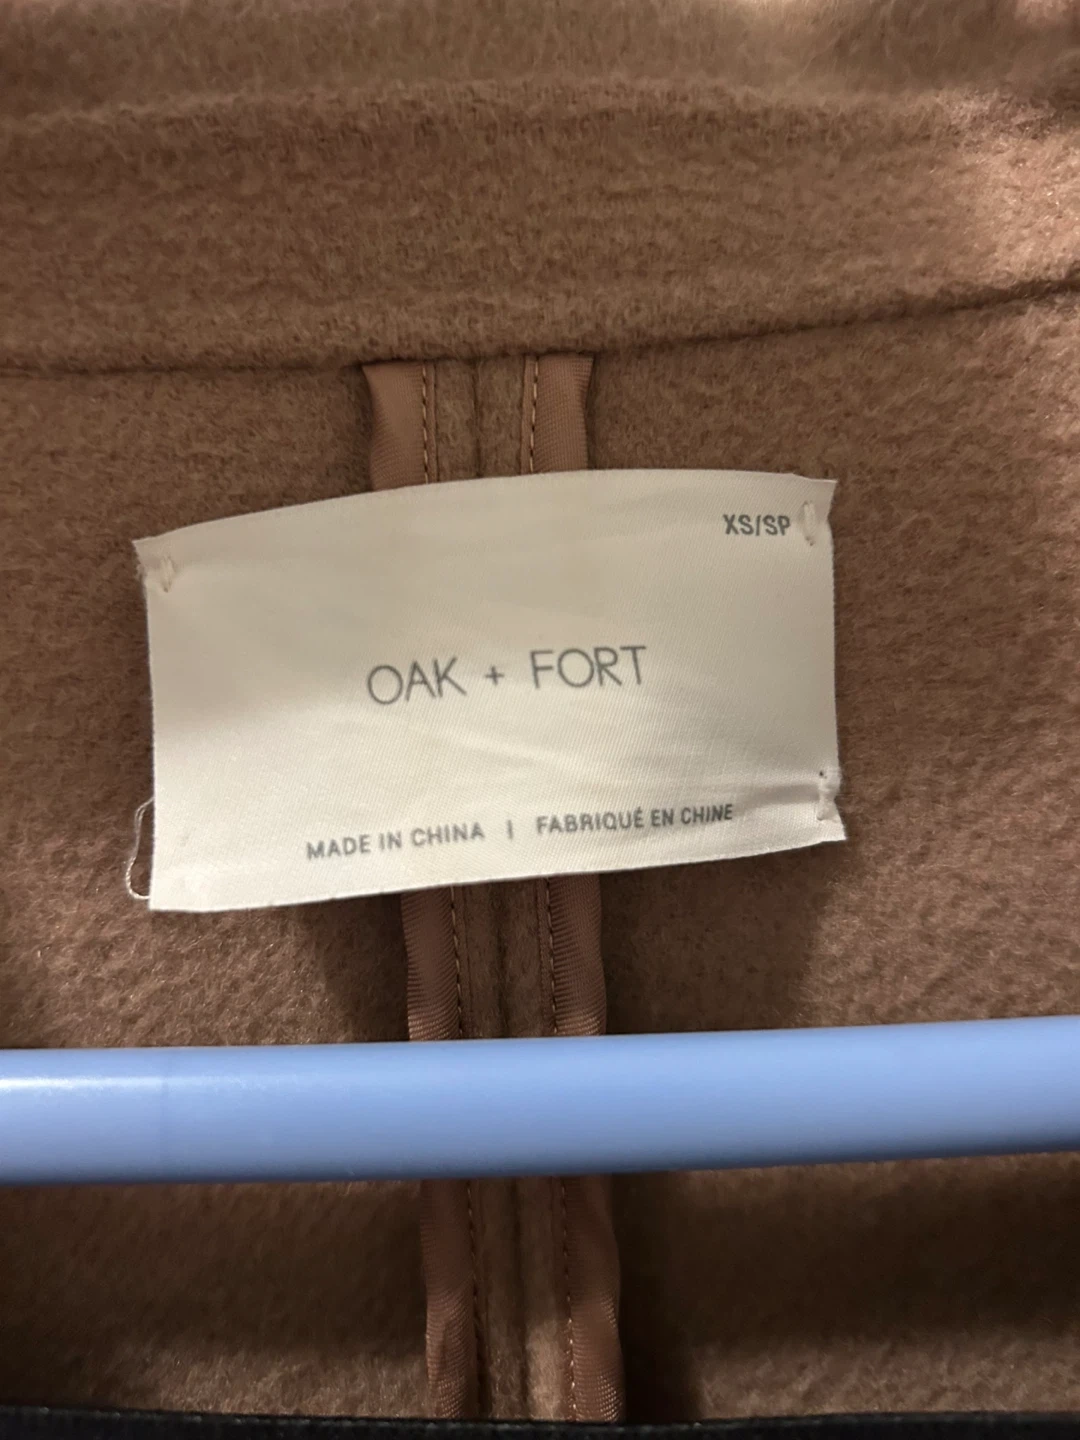 XS/SP
OAK + FORT
MADE IN CHINA | FABRIQUÉ EN CHINE